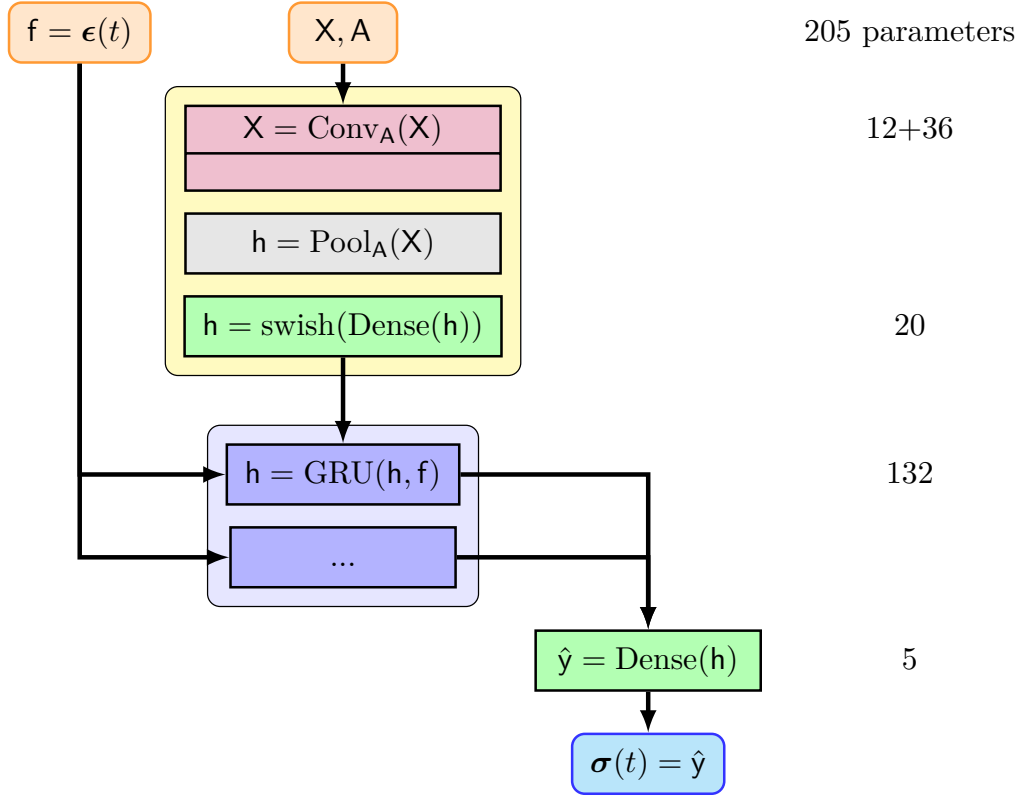 f = ϵ(t)
X, A
205 parameters
X = Conv_A(X)
12+36
h = Pool_A(X)
h = swish(Dense(h))
20
h = GRU(h, f)
132
...
ŷ = Dense(h)
5
σ(t) = ŷ